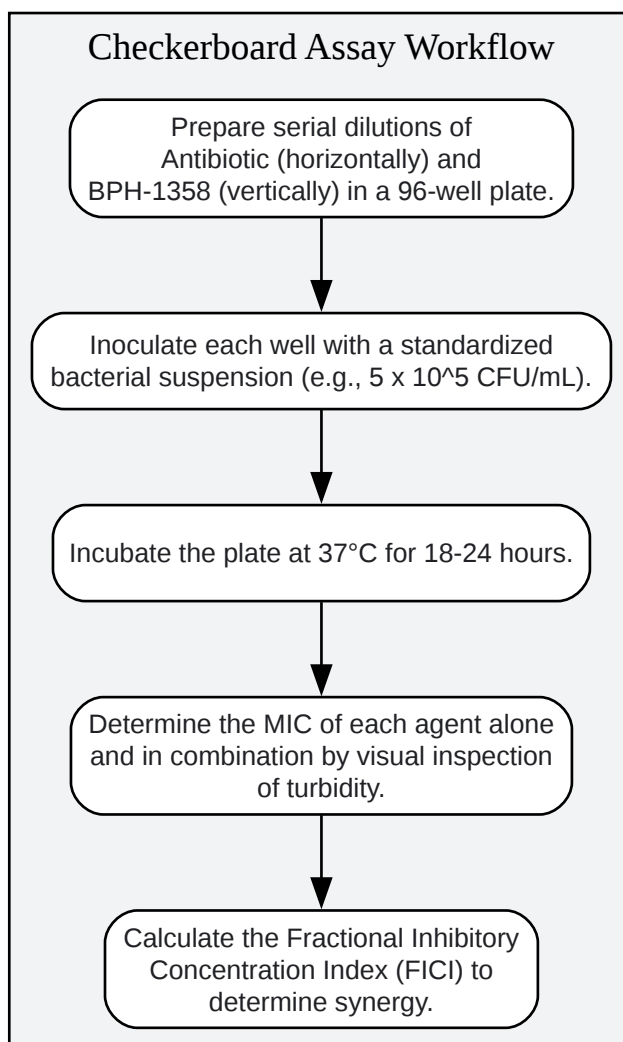 Checkerboard Assay Workflow
Prepare serial dilutions of
Antibiotic (horizontally) and
BPH-1358 (vertically) in a 96-well plate.
Inoculate each well with a standardized
bacterial suspension (e.g., 5 x 10^5 CFU/mL).
Incubate the plate at 37°C for 18-24 hours.
Determine the MIC of each agent alone
and in combination by visual inspection
of turbidity.
Calculate the Fractional Inhibitory
Concentration Index (FICI) to
determine synergy.